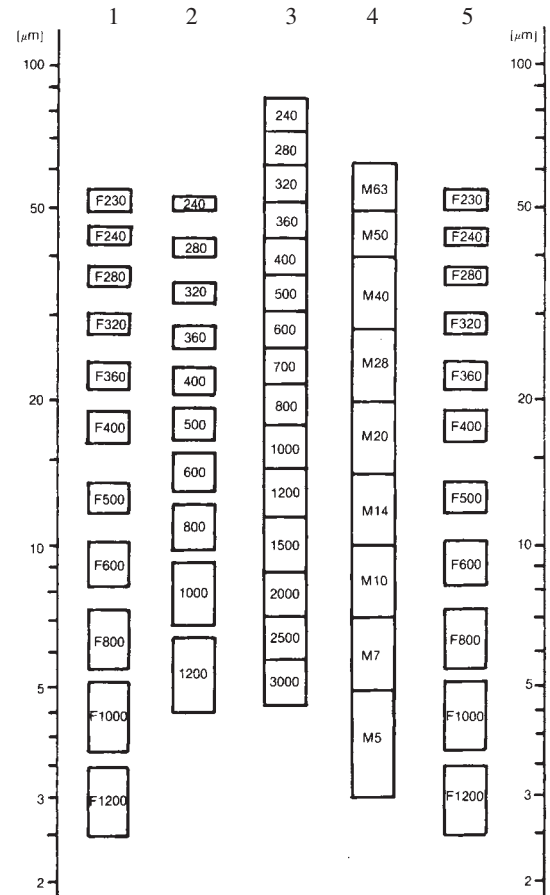 1 2 3 4 5
[μm] [μm]
100 100
240
280
320 M63
F230 240 F230
50 360 50
M50
F240 F240
280 400
F280 M40 F280
320 500
F320 600 F320
360
700 M28
F360 400 F360
20 800 20
F400 500 F400
1000 M20
600
F500 1200 M14 F500
800
10 1500 10
F600 F600
1000 2000 M10
F800 2500 M7 F800
1200 3000
5 5
F1000 F1000
M5
3 F1200 F1200 3
2 2